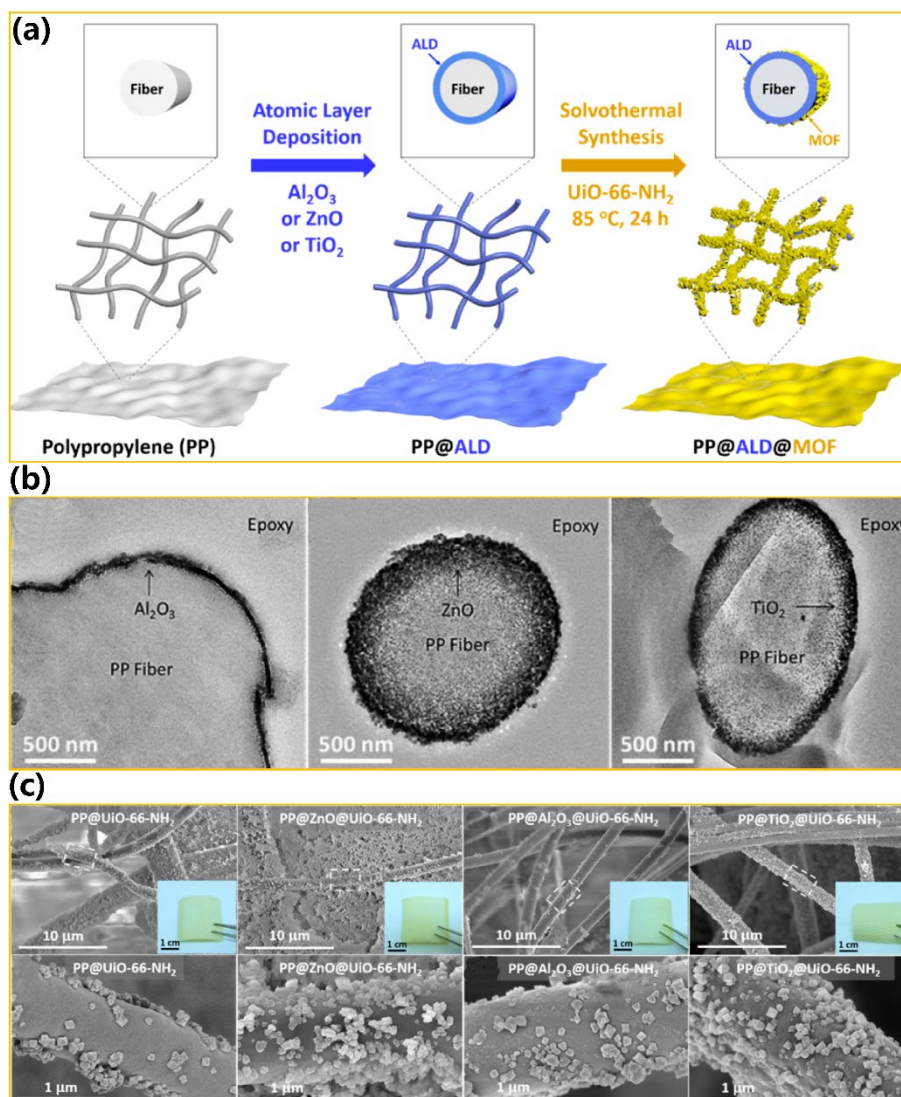 (a)
Fiber
ALD
Fiber
ALD
Fiber
MOF
Atomic Layer
Deposition
Al₂O₃
or ZnO
or TiO₂
Solvothermal
Synthesis
UiO-66-NH₂
85 °C, 24 h
Polypropylene (PP)
PP@ALD
PP@ALD@MOF
(b)
Epoxy
Al₂O₃
PP Fiber
500 nm
Epoxy
ZnO
PP Fiber
500 nm
Epoxy
TiO₂
PP Fiber
500 nm
(c)
PP@UiO-66-NH₂
10 µm
1 cm
PP@ZnO@UiO-66-NH₂
10 µm
1 cm
PP@Al₂O₃@UiO-66-NH₂
10 µm
1 cm
PP@TiO₂@UiO-66-NH₂
10 µm
1 cm
PP@UiO-66-NH₂
1 µm
PP@ZnO@UiO-66-NH₂
1 µm
PP@Al₂O₃@UiO-66-NH₂
1 µm
PP@TiO₂@UiO-66-NH₂
1 µm